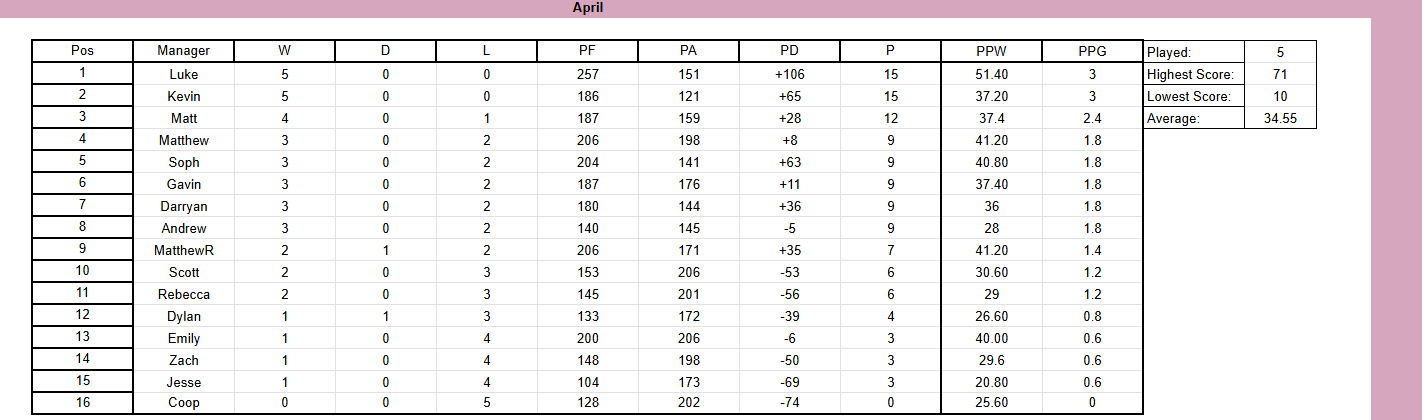 April
Pos Manager W D L PF PA PD P PPW PPG Played: 5
1 Luke 5 0 0 257 151 +106 15 51.40 3 Highest Score: 71
2 Kevin 5 0 0 186 121 +65 15 37.20 3 Lowest Score: 10
3 Matt 4 0 1 187 159 +28 12 37.4 2.4 Average: 34.55
4 Matthew 3 0 2 206 198 +8 9 41.20 1.8
5 Soph 3 0 2 204 141 +63 9 40.80 1.8
6 Gavin 3 0 2 187 176 +11 9 37.40 1.8
7 Darryan 3 0 2 180 144 +36 9 36 1.8
8 Andrew 3 0 2 140 145 -5 9 28 1.8
9 MatthewR 2 1 2 206 171 +35 7 41.20 1.4
10 Scott 2 0 3 153 206 -53 6 30.60 1.2
11 Rebecca 2 0 3 145 201 -56 6 29 1.2
12 Dylan 1 1 3 133 172 -39 4 26.60 0.8
13 Emily 1 0 4 200 206 -6 3 40.00 0.6
14 Zach 1 0 4 148 198 -50 3 29.6 0.6
15 Jesse 1 0 4 104 173 -69 3 20.80 0.6
16 Coop 0 0 5 128 202 -74 0 25.60 0